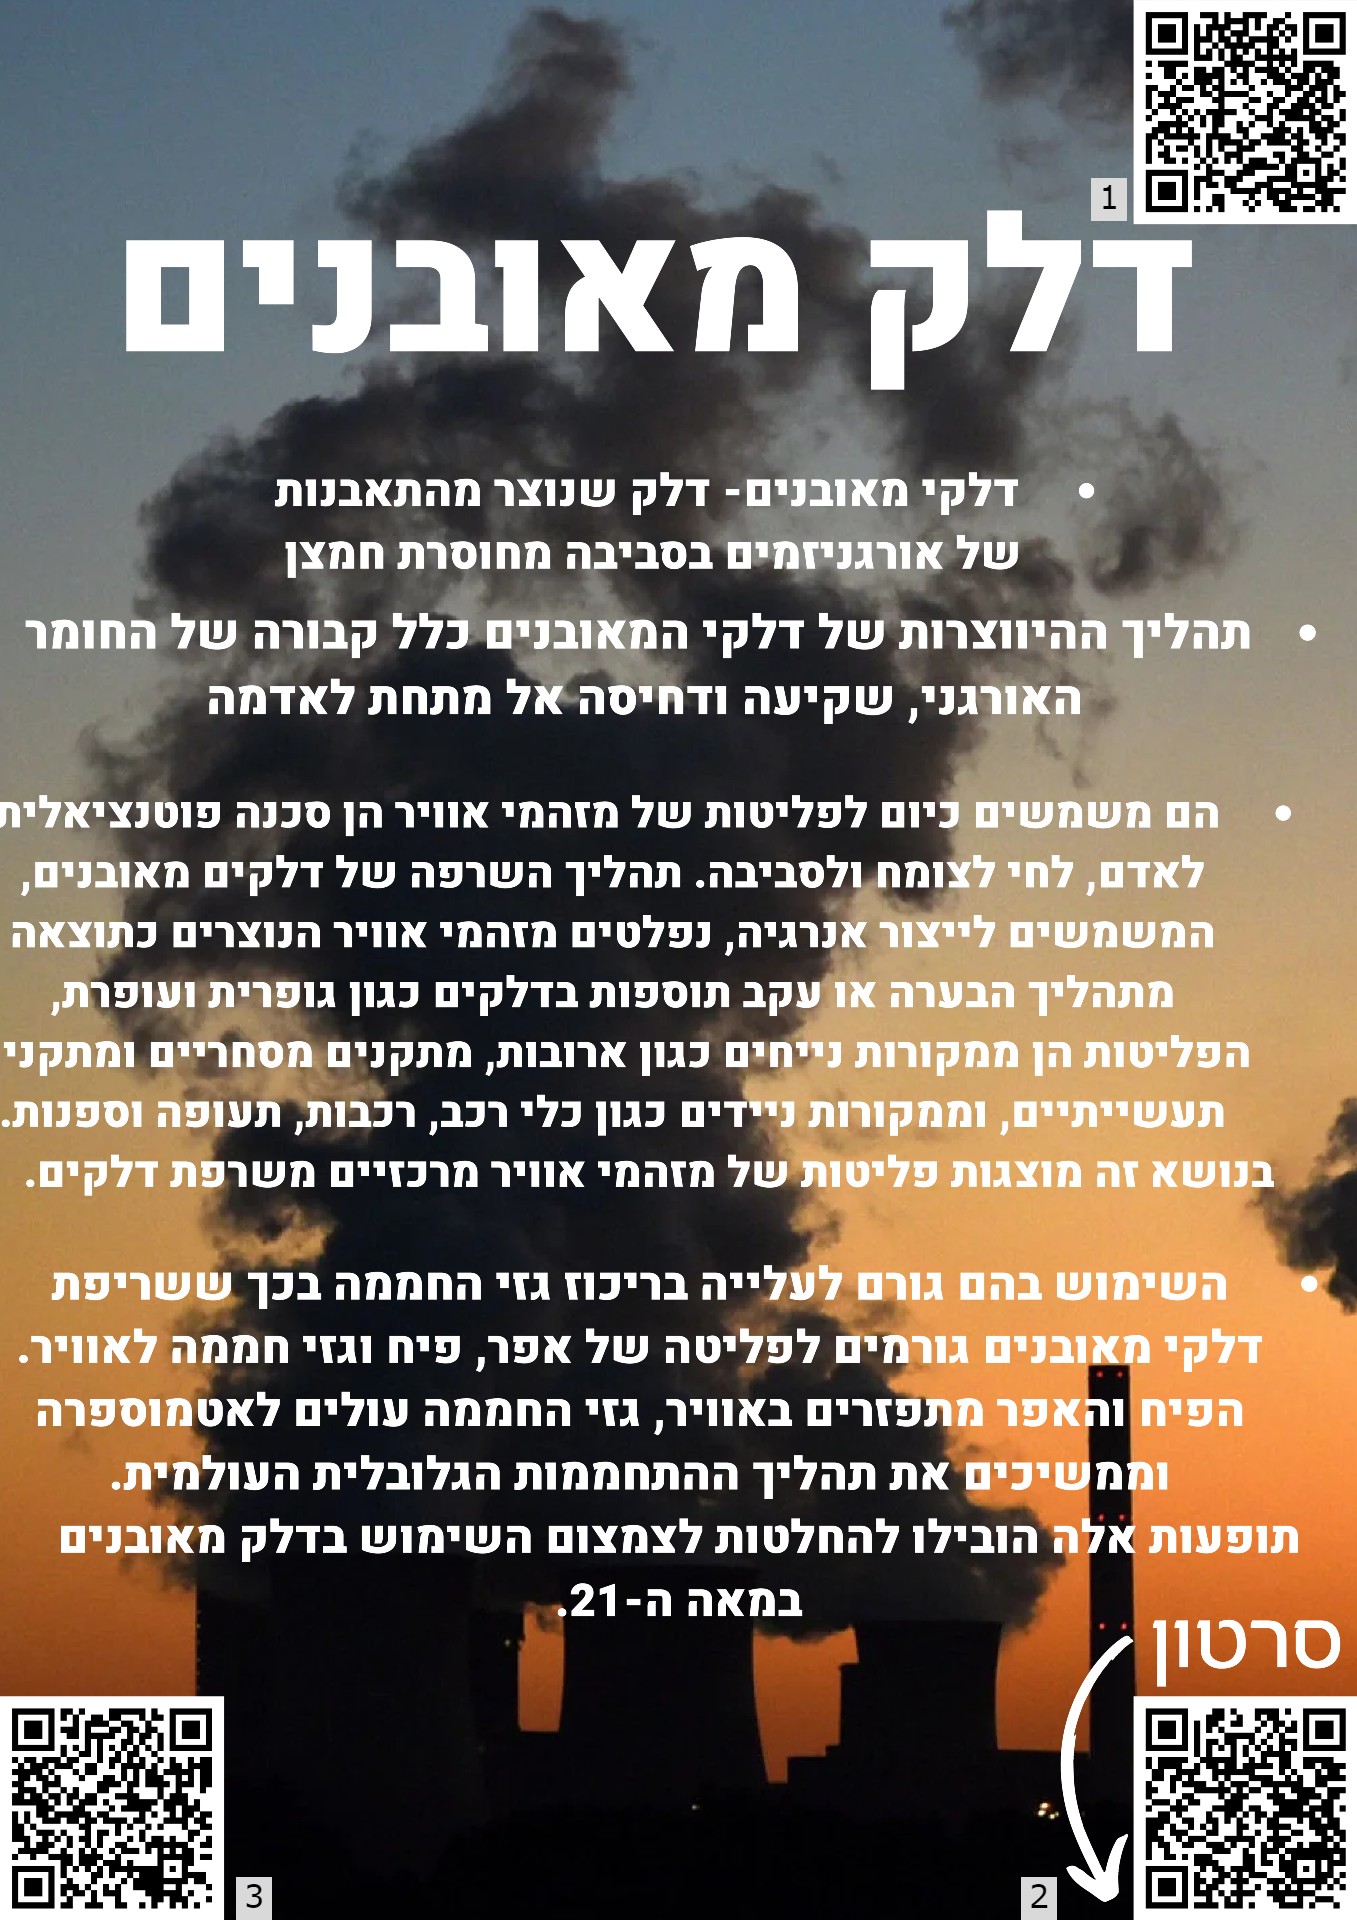 1
דלק מאובנים
• דלקי מאובנים- דלק שנוצר מהתאבנות
של אורגניזמים בסביבה מחוסרת חמצן
• תהליך ההיווצרות של דלקי המאובנים כלל קבורה של החומר
האורגני, שקיעה ודחיסה אל מתחת לאדמה
• הם משמשים כיום לפליטות של מזהמי אוויר הן סכנה פוטנציאלית
לאדם, לחי לצומח ולסביבה. תהליך השרפה של דלקים מאובנים,
המשמשים לייצור אנרגיה, נפלטים מזהמי אוויר הנוצרים כתוצאה
מתהליך הבערה או עקב תוספות בדלקים כגון גופרית ועופרת,
הפליטות הן ממקורות נייחים כגון ארובות, מתקנים מסחריים ומתקני
תעשייתיים, וממקורות ניידים כגון כלי רכב, רכבות, תעופה וספנות.
בנושא זה מוצגות פליטות של מזהמי אוויר מרכזיים משרפת דלקים.
• השימוש בהם גורם לעלייה בריכוז גזי החממה בכך ששריפת
דלקי מאובנים גורמים לפליטה של אפר, פיח וגזי חממה לאוויר.
הפיח והאפר מתפזרים באוויר, גזי החממה עולים לאטמוספרה
וממשיכים את תהליך ההתחממות הגלובלית העולמית.
תופעות אלה הובילו להחלטות לצמצום השימוש בדלק מאובנים
במאה ה-21.
סרטון
2
3